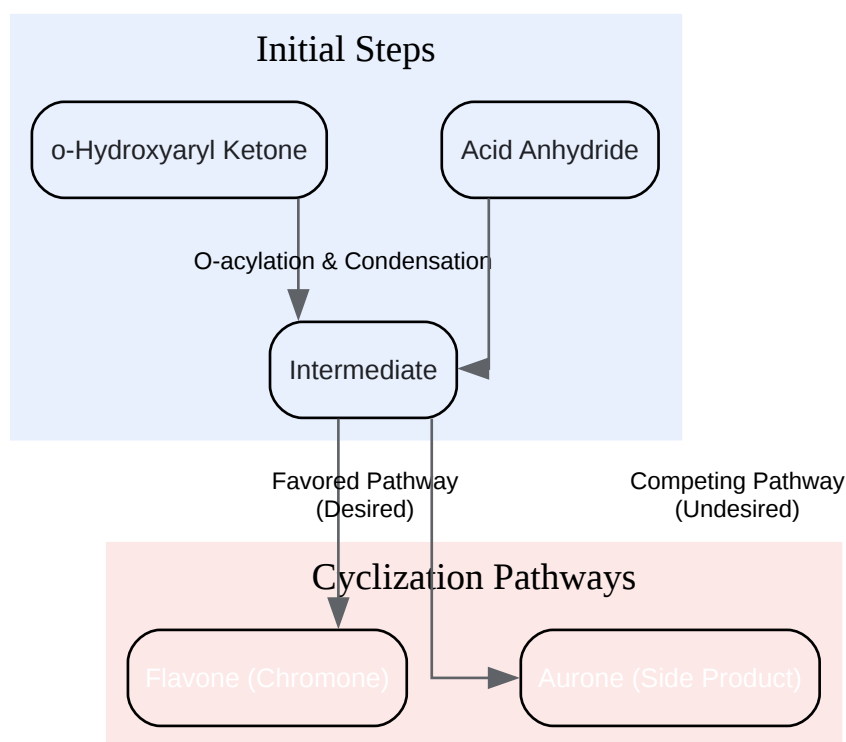 Initial Steps
o-Hydroxyaryl Ketone
Acid Anhydride
O-acylation & Condensation
Intermediate
Favored Pathway
(Desired)
Competing Pathway
(Undesired)
Cyclization Pathways
Flavone (Chromone)
Aurone (Side Product)